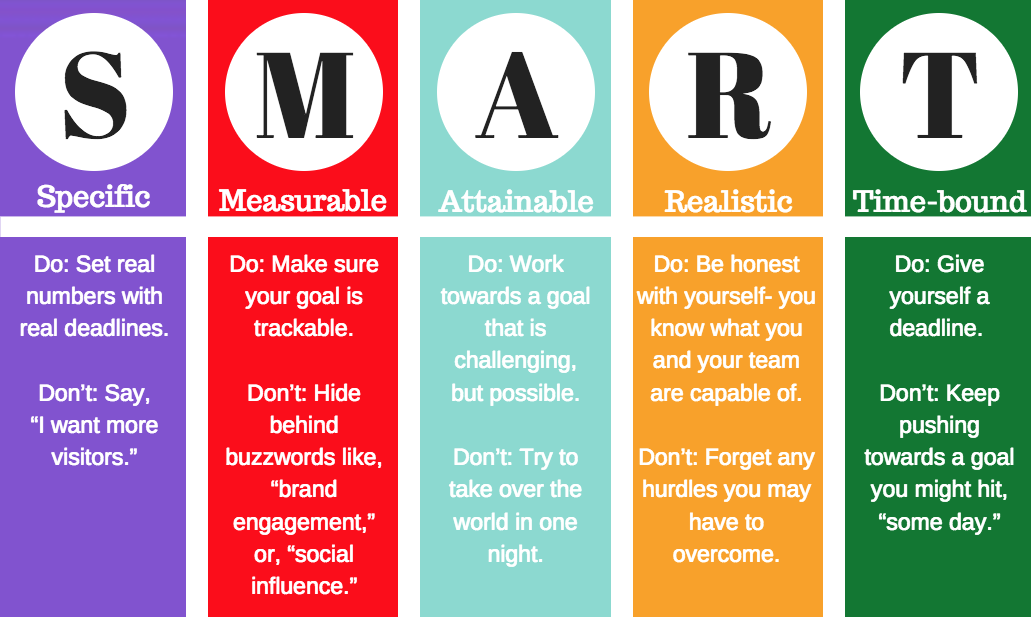 S
Specific
Do: Set real
numbers with
real deadlines.
Don’t: Say,
“I want more
visitors.”
M
Measurable
Do: Make sure
your goal is
trackable.
Don’t: Hide
behind
buzzwords like,
“brand
engagement,”
or, “social
influence.”
A
Attainable
Do: Work
towards a goal
that is
challenging,
but possible.
Don’t: Try to
take over the
world in one
night.
R
Realistic
Do: Be honest
with yourself- you
know what you
and your team
are capable of.
Don’t: Forget any
hurdles you may
have to
overcome.
T
Time-bound
Do: Give
yourself a
deadline.
Don’t: Keep
pushing
towards a goal
you might hit,
“some day.”